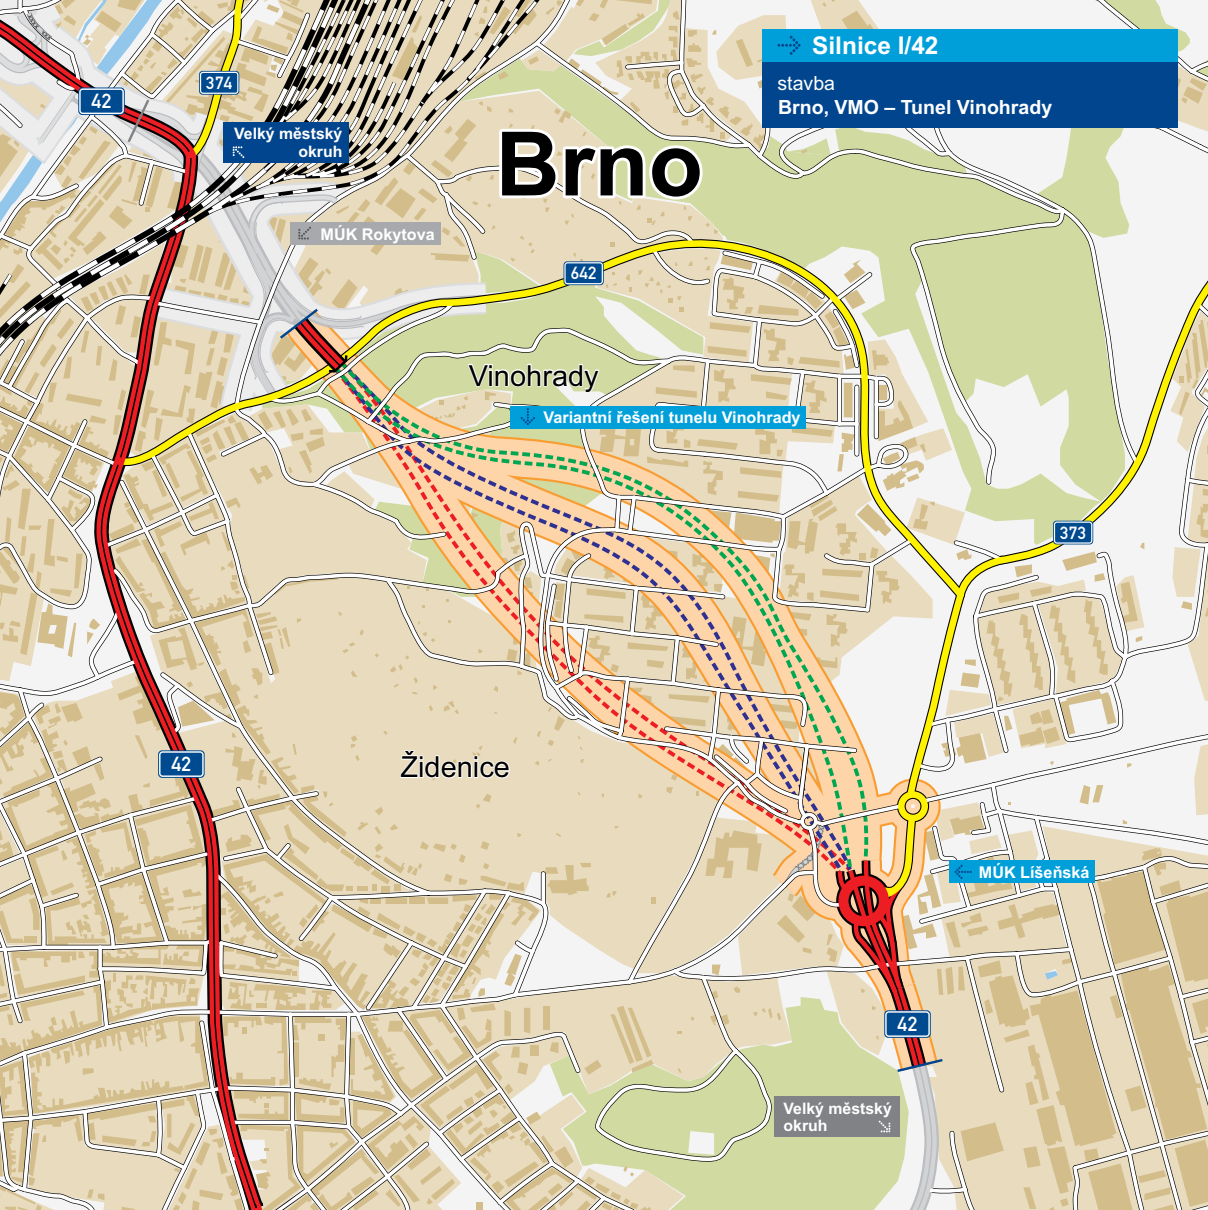 Silnice I/42
stavba
Brno, VMO – Tunel Vinohrady
374
42
Velký městský
okruh
Brno
MÚK Rokytova
642
Vinohrady
Variantní řešení tunelu Vinohrady
373
42
Židenice
MÚK Líšeňská
42
Velký městský
okruh